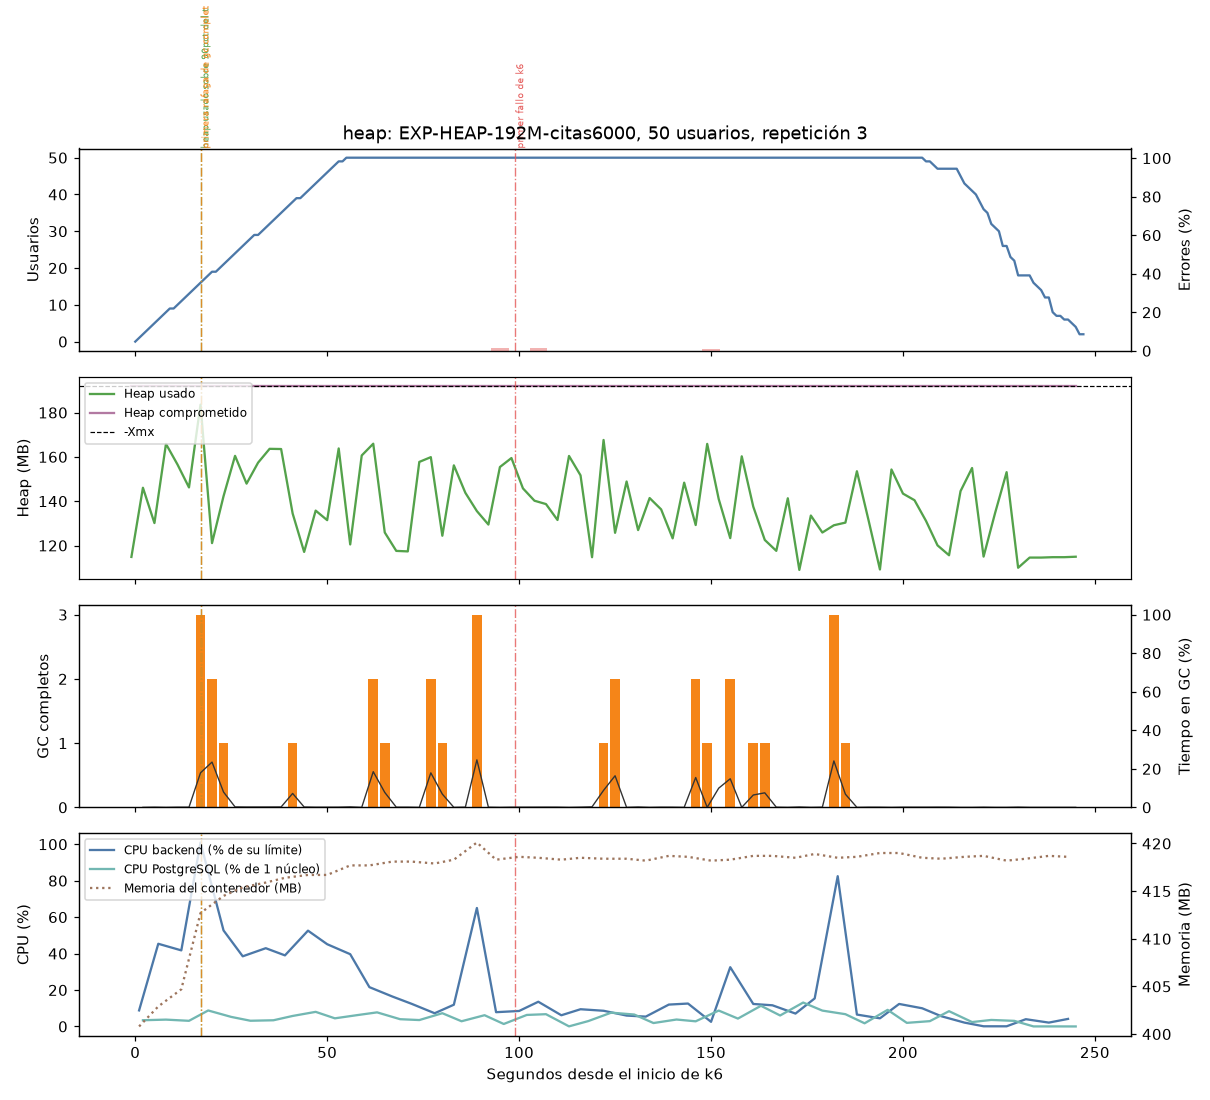 primer fallo de k6
heap: EXP-HEAP-192M-citas6000, 50 usuarios, repetición 3
Usuarios
50
40
30
20
10
0
Errores (%)
100
80
60
40
20
0
Heap (MB)
180
160
140
120
Heap usado
Heap comprometido
-Xmx
GC completos
3
2
1
0
Tiempo en GC (%)
100
80
60
40
20
0
CPU (%)
100
80
60
40
20
0
CPU backend (% de su límite)
CPU PostgreSQL (% de 1 núcleo)
Memoria del contenedor (MB)
Memoria (MB)
420
415
410
405
400
0
50
100
150
200
250
Segundos desde el inicio de k6